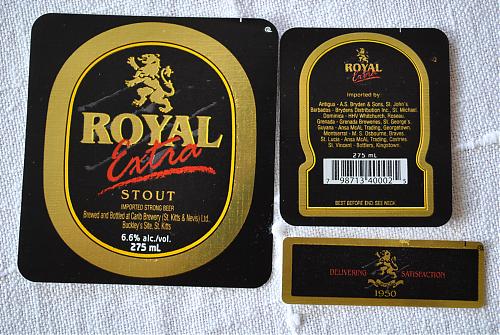 ROYAL
Extra
STOUT
IMPORTED STRONG BEER
Brewed and Bottled at Carib Brewery (St. Kitts & Nevis) Ltd.,
Buckley's Site, St. Kitts
6.6% alc./vol.
275 mL
ROYAL
Extra
Imported by:
Antigua - A.S. Bryden & Sons, St. John's
Barbados - Brydens Distribution Inc., St. Michael.
Dominica - HHV Whitchurch, Roseau.
Grenada - Grenada Breweries, St. George's.
Guyana - Ansa McAL Trading, Georgetown.
Montserrat - M. S. Osbourne, Braves.
St. Lucia - Ansa McAL Trading, Castries.
St. Vincent - Bottlers, Kingstown.
275 mL
7 98713 40002 5
BEST BEFORE END: SEE NECK
DELIVERING SATISFACTION
1950